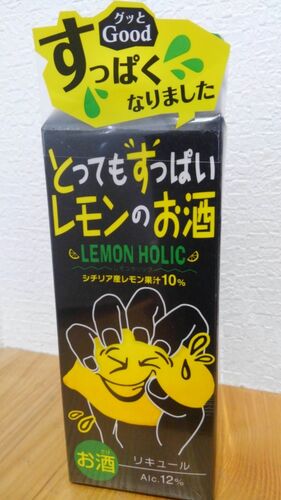 グッと
Good
すっぱく
なりました
とってもすっぱい
レモンのお酒
LEMON HOLIC
シチリア産レモン果汁10%
お酒
リキュール
Alc.12%